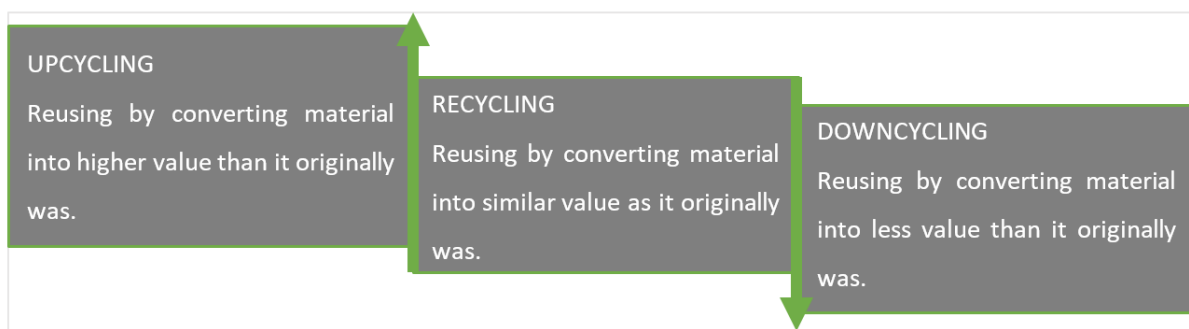 UPCYCLING
Reusing by converting material
into higher value than it originally
was.
RECYCLING
Reusing by converting material
into similar value as it originally
was.
DOWNCYCLING
Reusing by converting material
into less value than it originally
was.